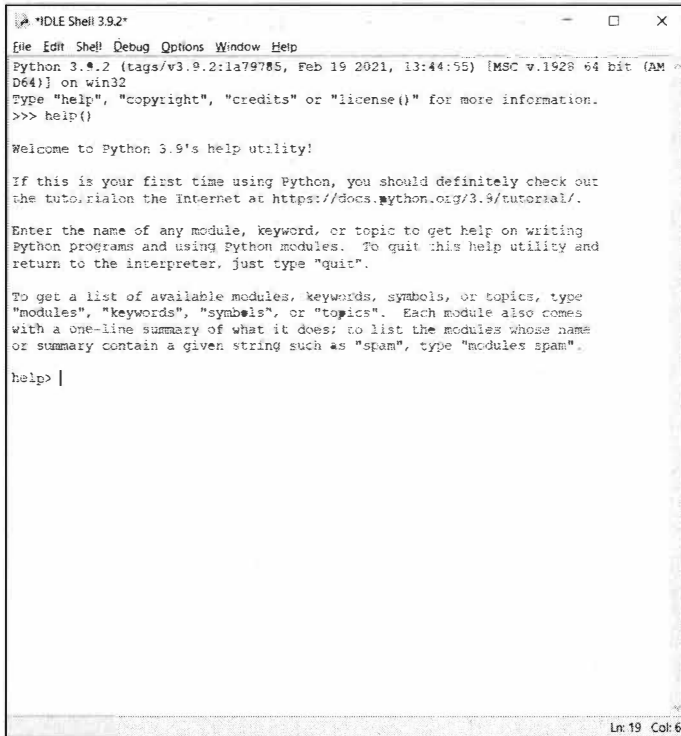 *IDLE Shell 3.9.2*
File Edit Shell Debug Options Window Help
Python 3.9.2 (tags/v3.9.2:1a79785, Feb 19 2021, 13:44:55) [MSC v.1928 64 bit (AM
D64)] on win32
Type "help", "copyright", "credits" or "license()" for more information.
>>> help()
Welcome to Python 3.9's help utility!
If this is your first time using Python, you should definitely check out
the tuto.rialon the Internet at https://docs.python.org/3.9/tutorial/.
Enter the name of any module, keyword, or topic to get help on writing
Python programs and using Python modules. To quit this help utility and
return to the interpreter, just type "quit".
To get a list of available modules, keywords, symbols, or topics, type
"modules", "keywords", "symbols", or "topics". Each module also comes
with a one-line summary of what it does; to list the modules whose name
or summary contain a given string such as "spam", type "modules spam".
help>
Ln: 19 Col: 6